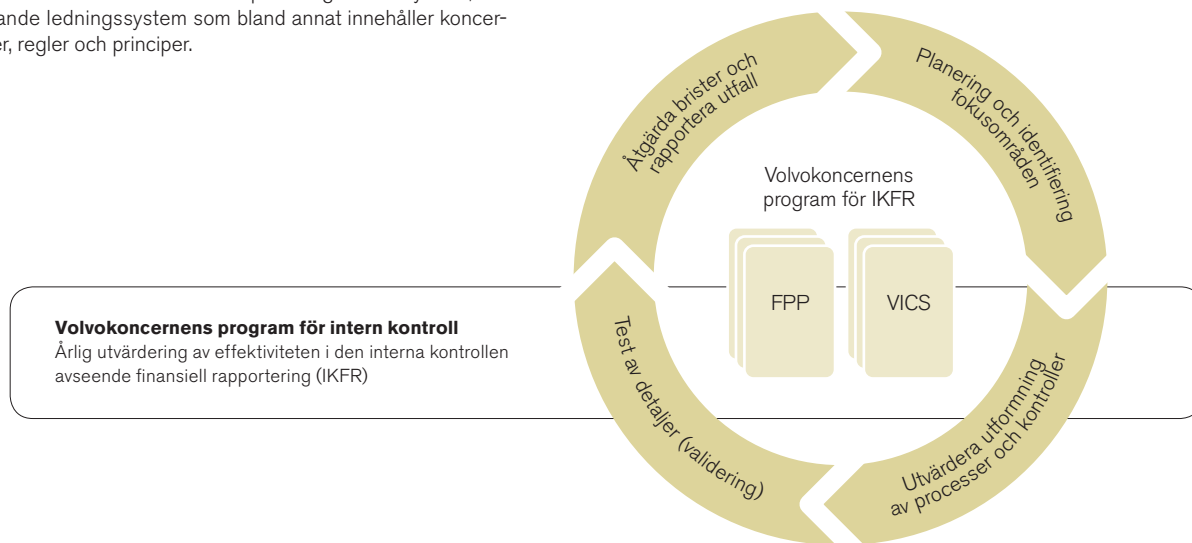 ande ledningssystem som bland annat innehåller koncer-
er, regler och principer.
Åtgärda brister och
rapportera utfall
Planering och identifiering
fokusområden
Volvokoncernens
program för IKFR
FPP
VICS
Volvokoncernens program för intern kontroll
Årlig utvärdering av effektiviteten i den interna kontrollen
avseende finansiell rapportering (IKFR)
Test av detaljer (validering)
Utvärdera utformning
av processer och kontroller